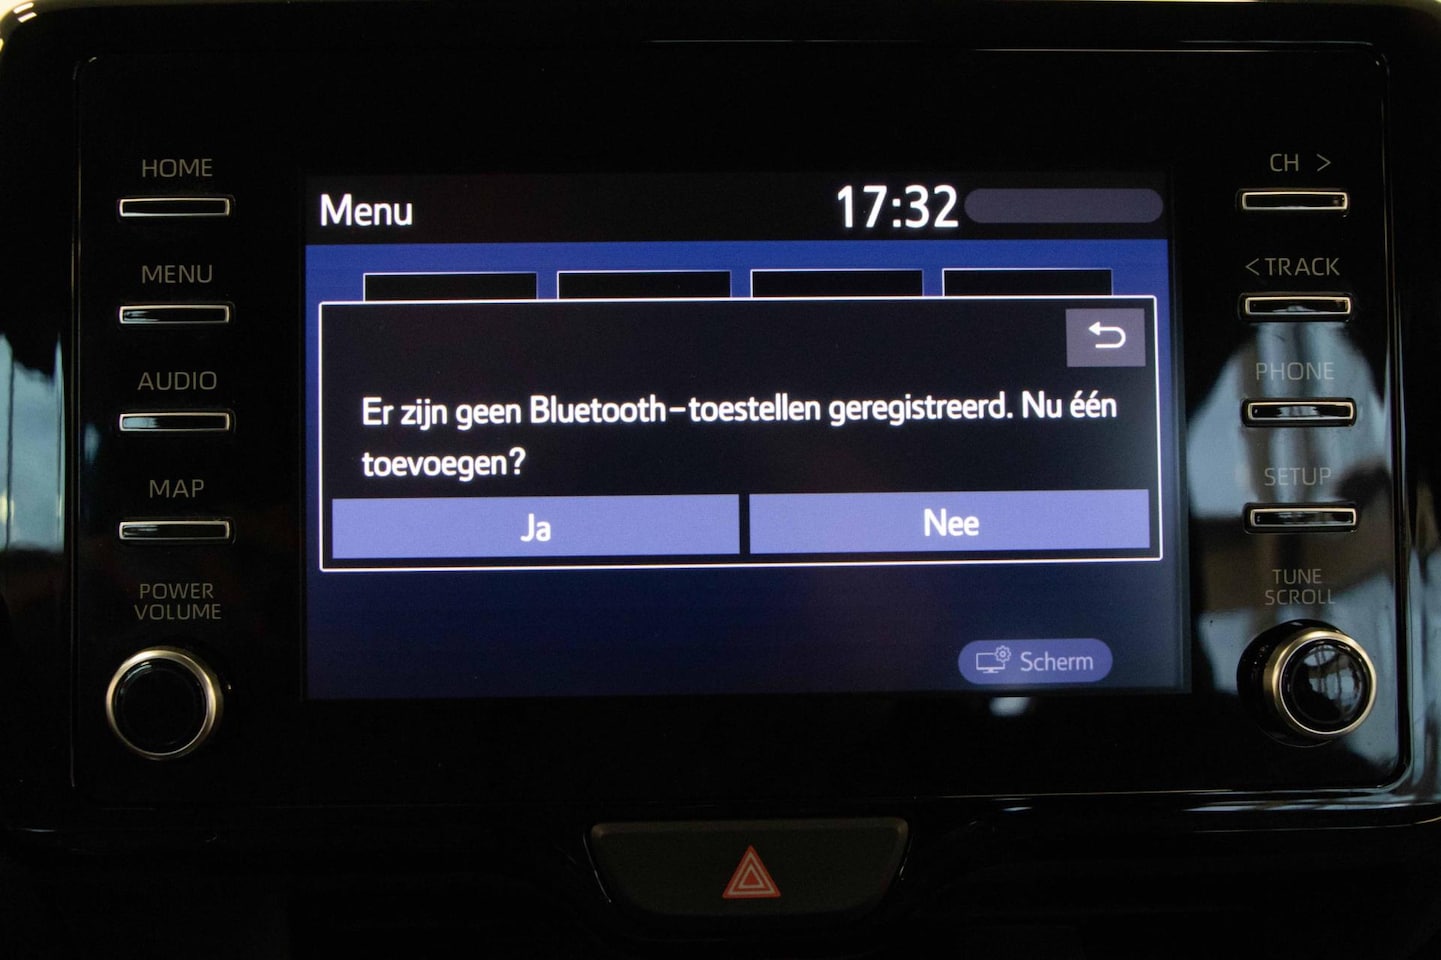 HOME
CH >
Menu
17:32
MENU
<TRACK
AUDIO
PHONE
Er zijn geen Bluetooth-toestellen geregistreerd. Nu één
toevoegen?
MAP
SETUP
Ja
Nee
POWER
VOLUME
TUNE
SCROLL
Scherm